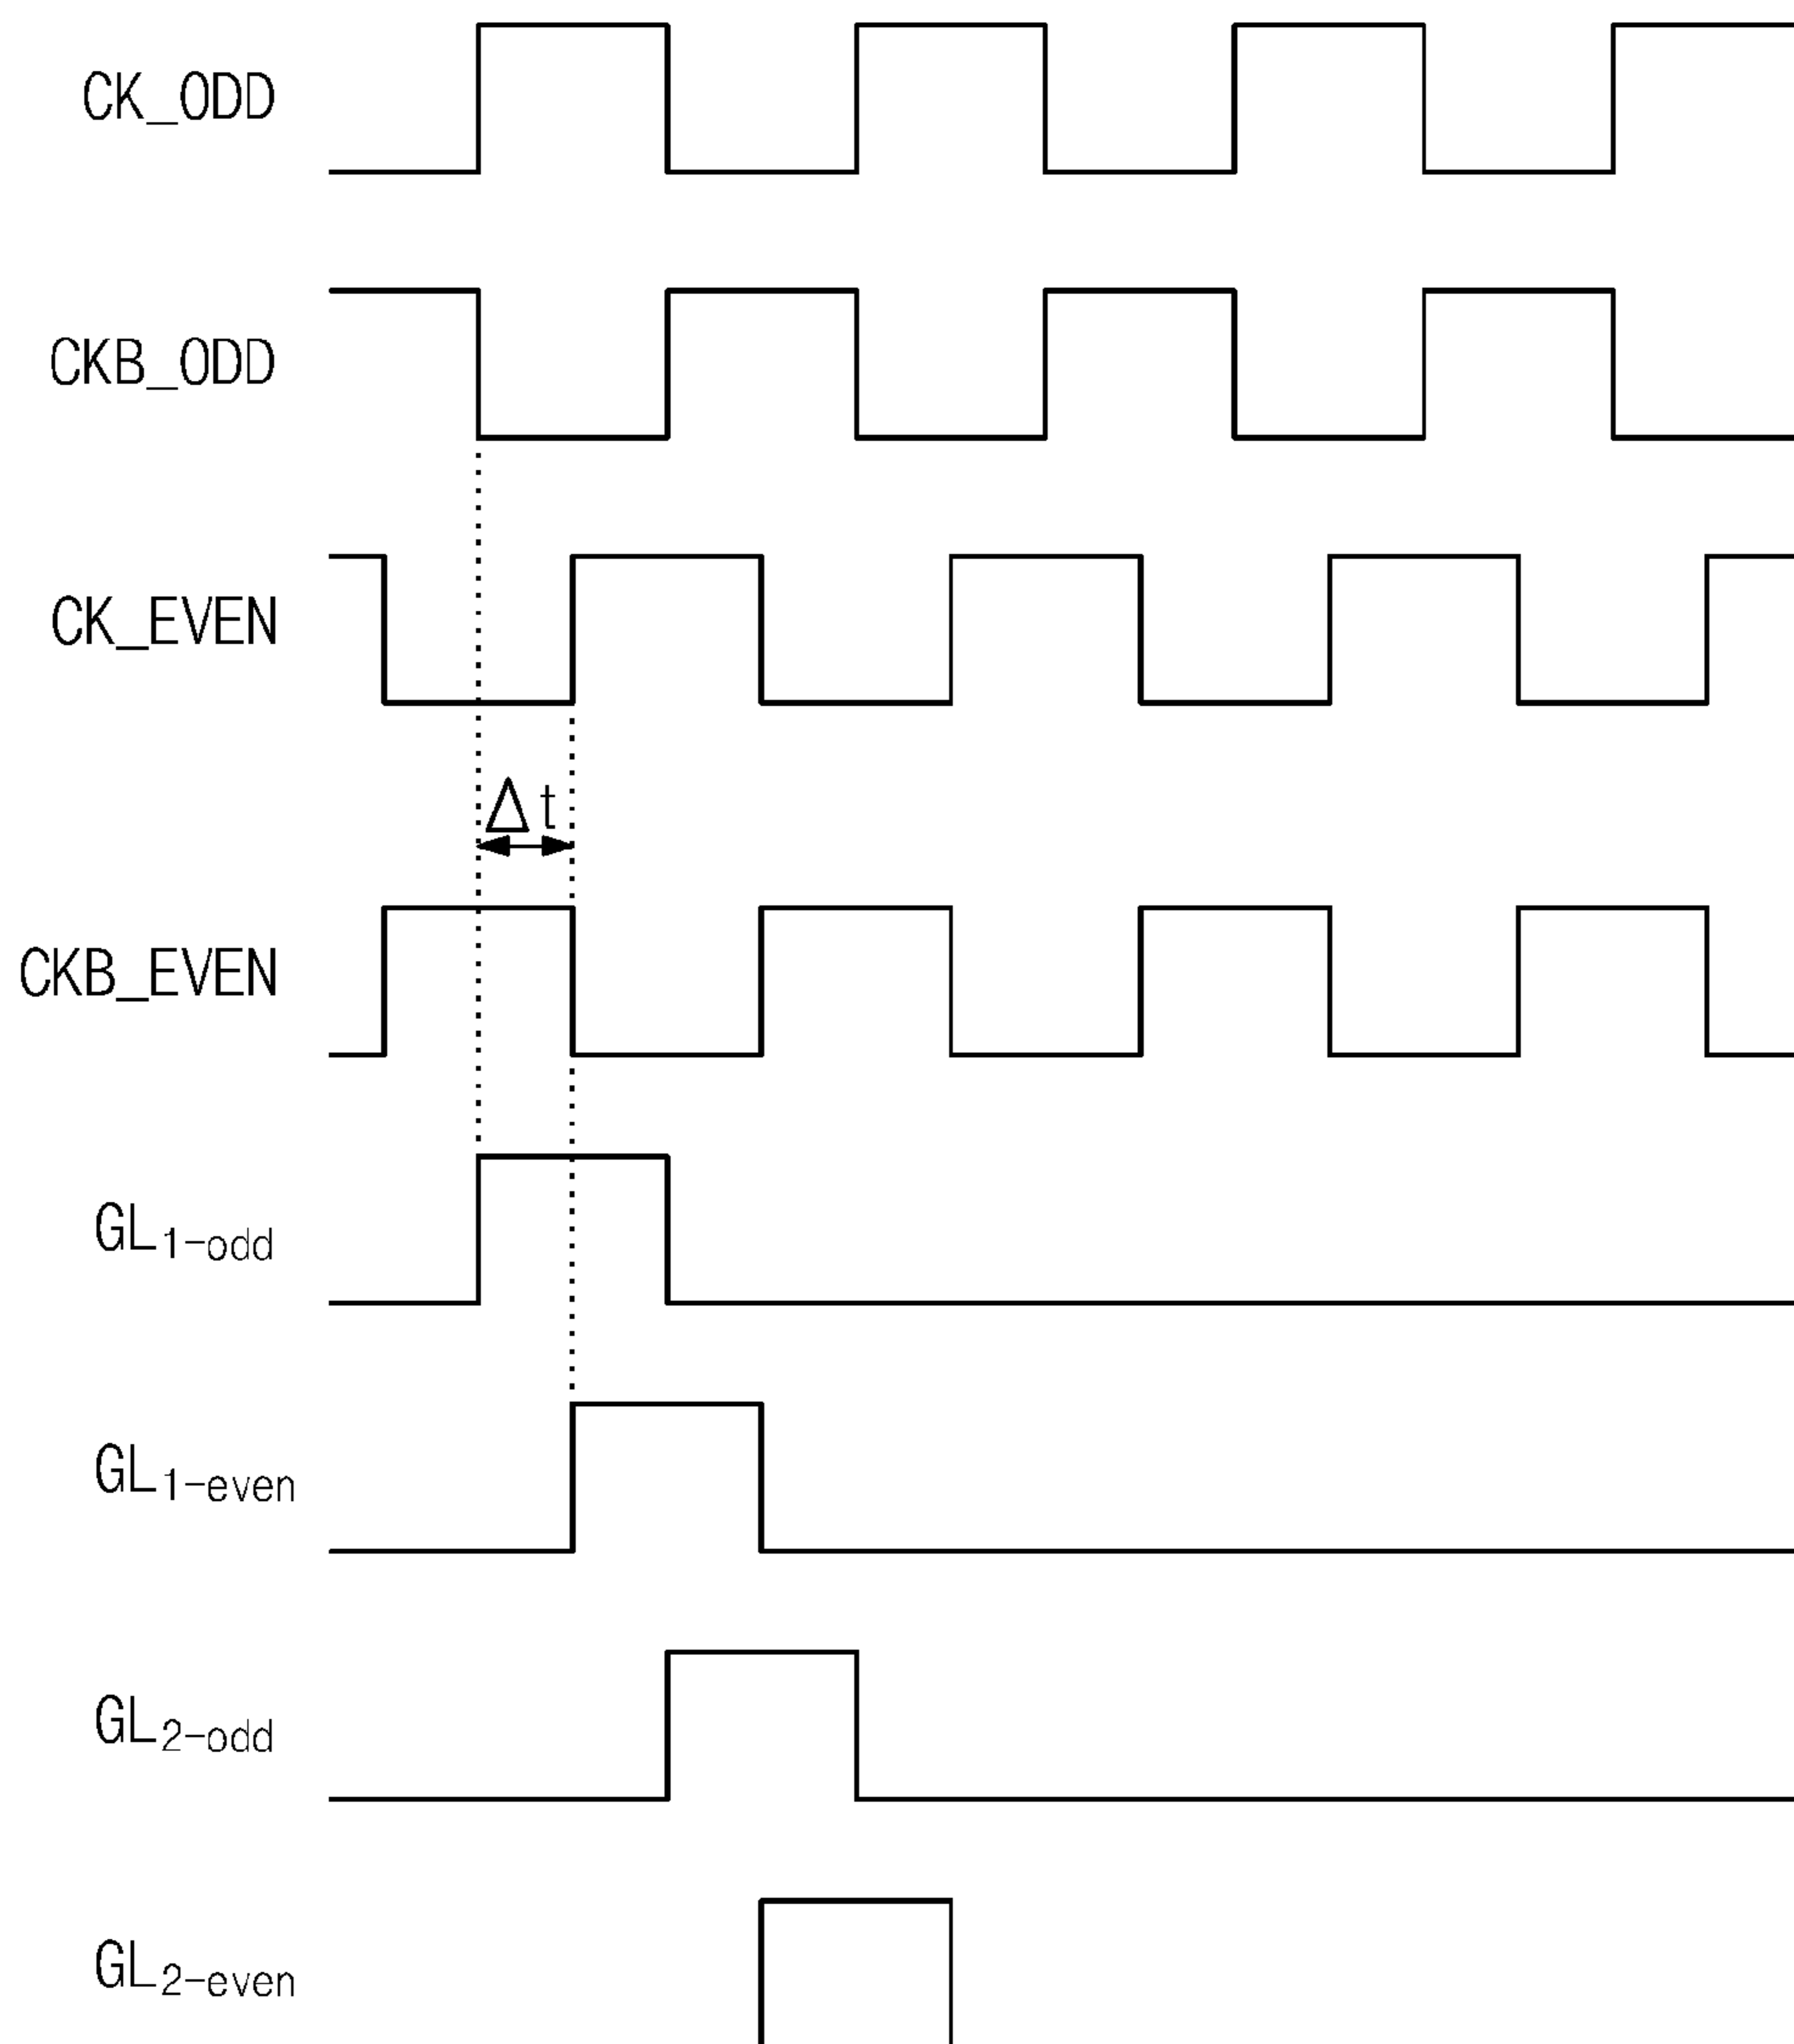 CK_ODD
CKB_ODD
CK_EVEN
Δt
CKB_EVEN
GL1-odd
GL1-even
GL2-odd
GL2-even